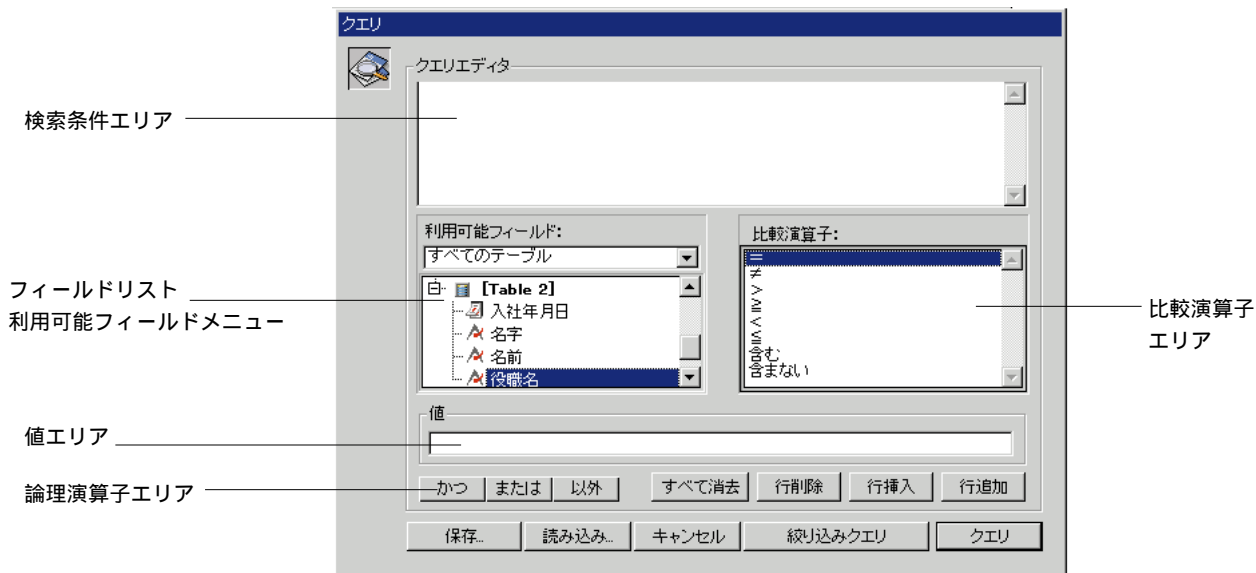 クエリ
クエリエディタ
検索条件エリア
利用可能フィールド:
すべてのテーブル
[Table 2]
入社年月日
名字
名前
役職名
比較演算子:
＝
≠
＞
≧
＜
≦
含む
含まない
フィールドリスト
利用可能フィールドメニュー
比較演算子
エリア
値
値エリア
論理演算子エリア
かつ
または
以外
すべて消去
行削除
行挿入
行追加
保存...
読み込み...
キャンセル
絞り込みクエリ
クエリ